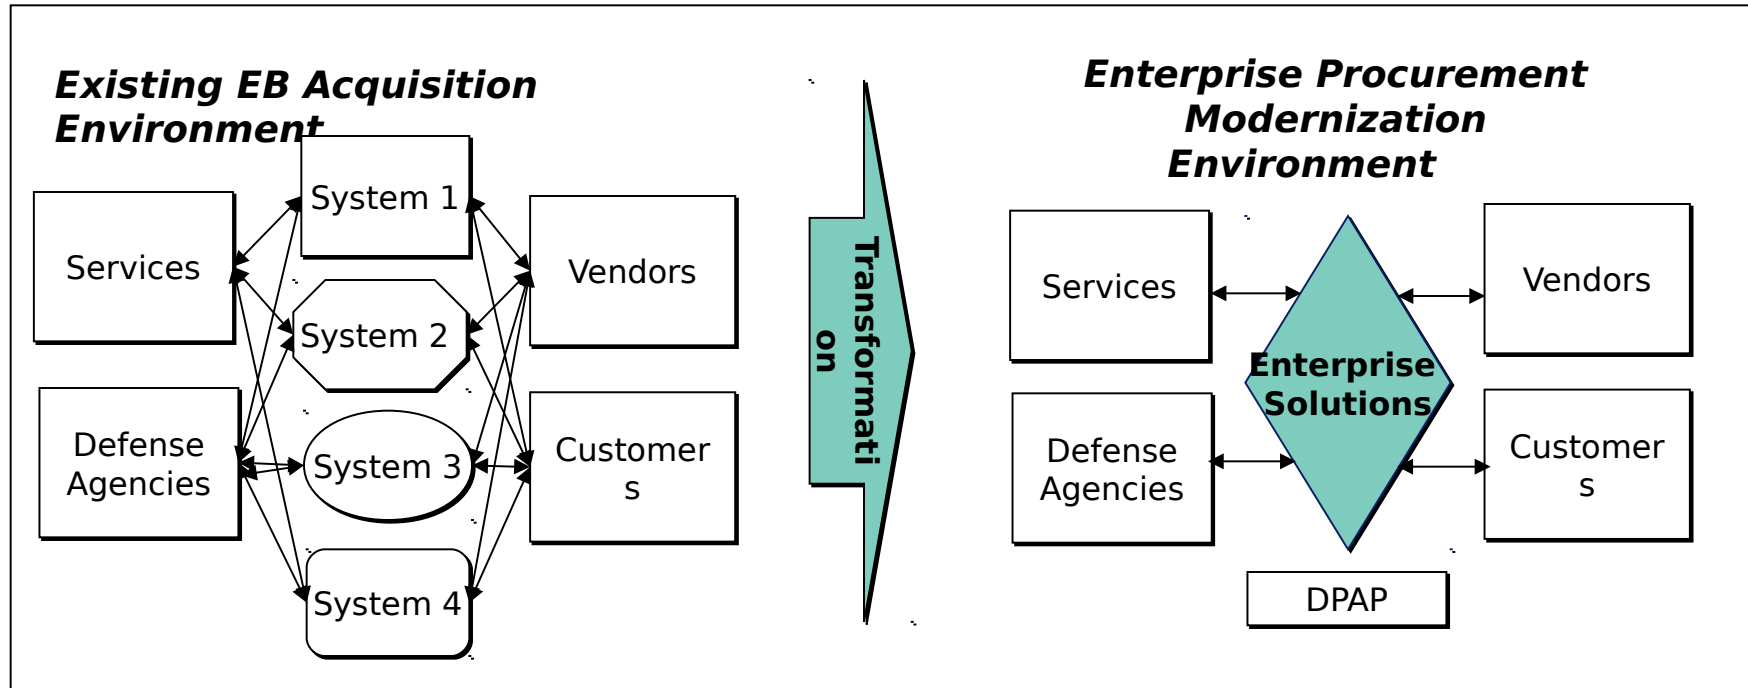 Existing EB Acquisition
Environment
System 1
Services
Vendors
System 2
Defense
Agencies
System 3
Customer
s
System 4
Transformati
on
Enterprise Procurement
Modernization
Environment
Services
Vendors
Enterprise
Solutions
Defense
Agencies
Customer
s
DPAP